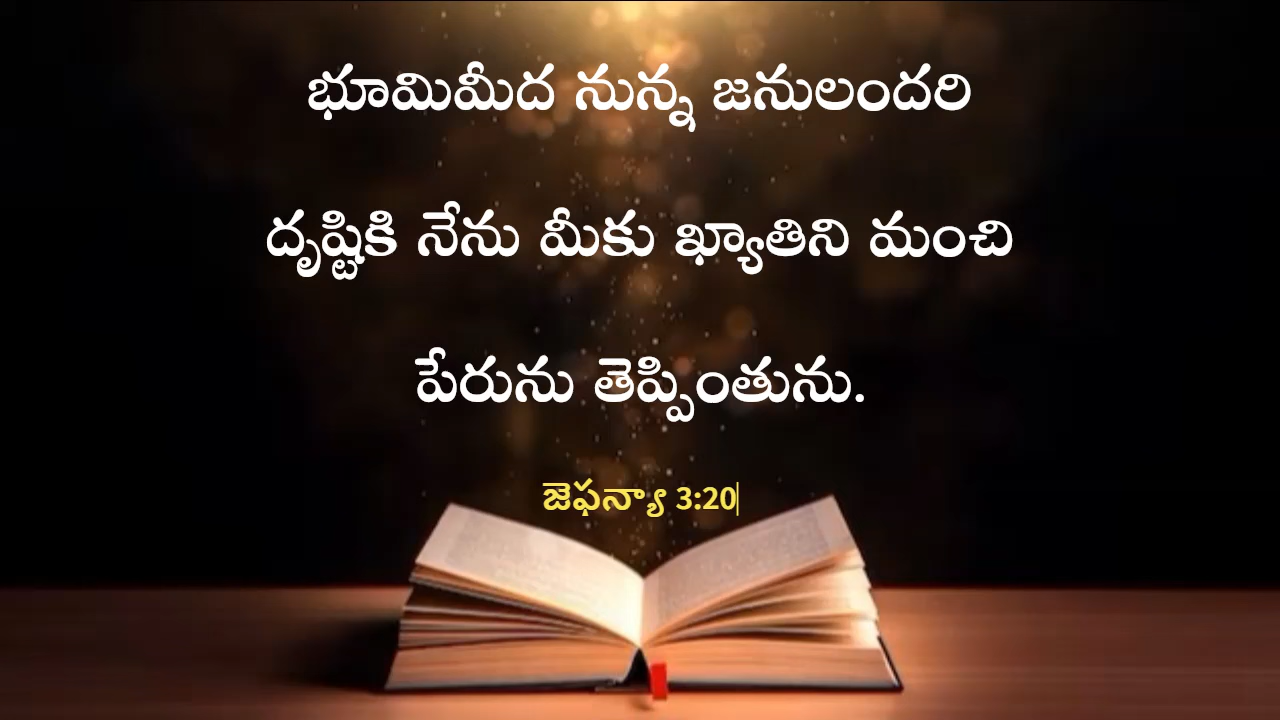 భూమిమీద నున్న జనులందరి
దృష్టికి నేను మీకు ఖ్యాతిని మంచి
పేరును తెప్పింతును.
జెఫన్యా 3:20